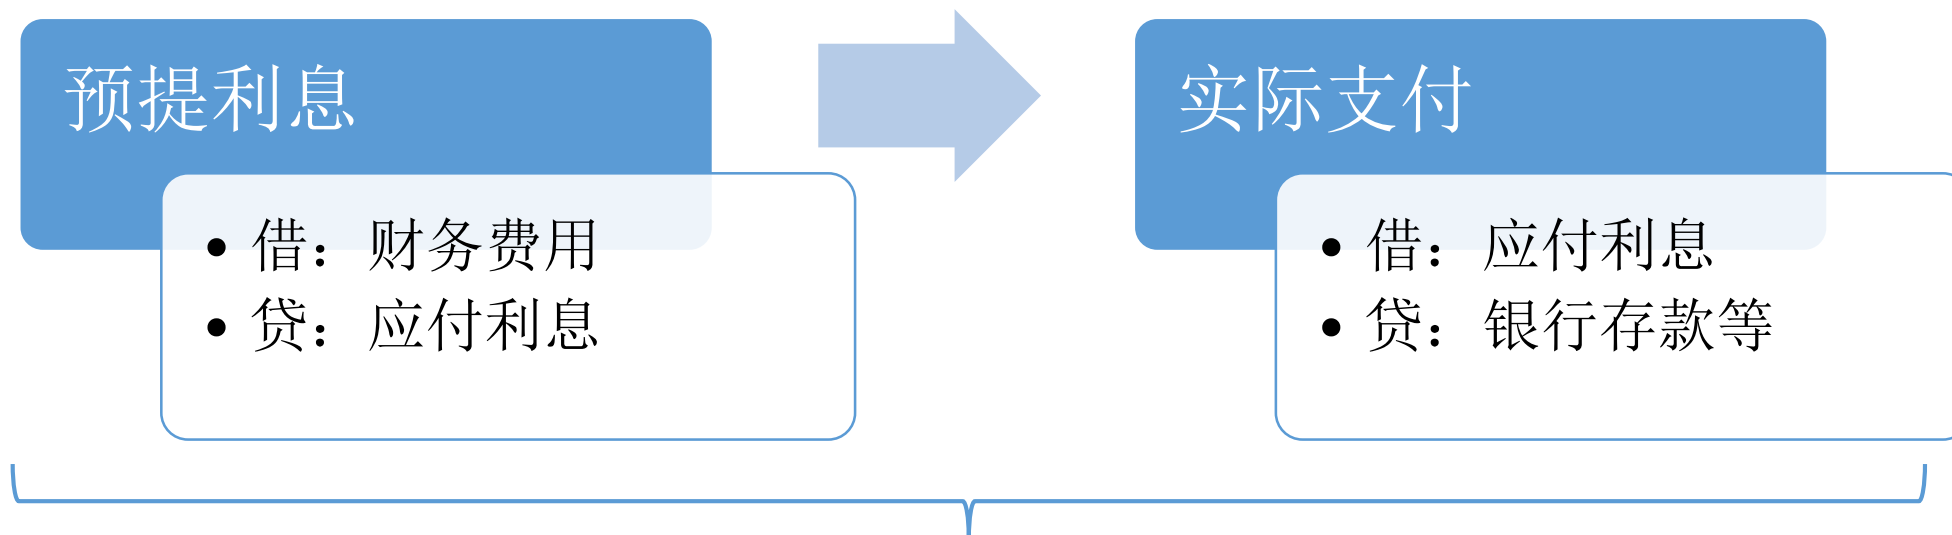 预提利息
• 借：财务费用
• 贷：应付利息
实际支付
• 借：应付利息
• 贷：银行存款等